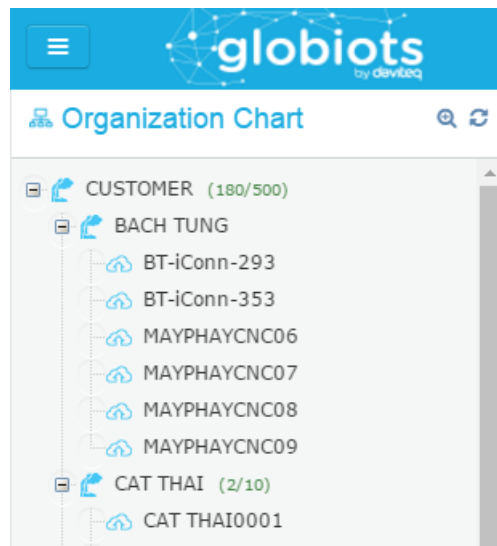 globiots
by daviteq
Organization Chart
CUSTOMER (180/500)
BACH TUNG
BT-iConn-293
BT-iConn-353
MAYPHAYCNC06
MAYPHAYCNC07
MAYPHAYCNC08
MAYPHAYCNC09
CAT THAI (2/10)
CAT THAI0001